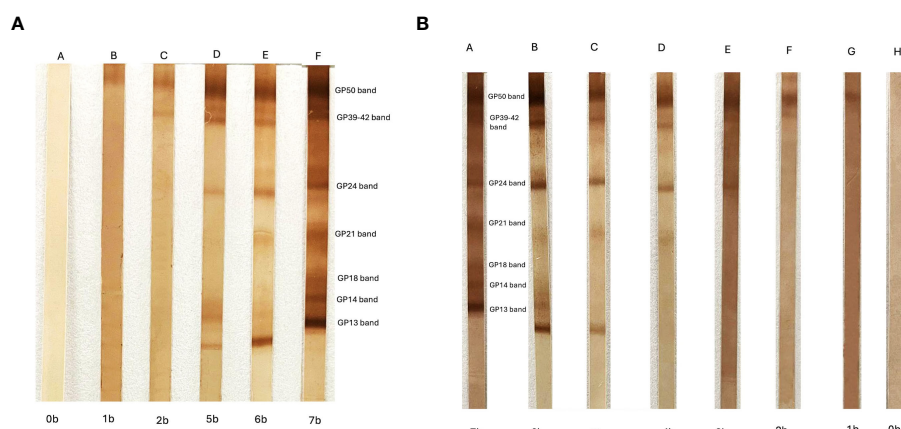 A
B
A B C D E F
GP50 band
GP39-42 band
GP24 band
GP21 band
GP18 band
GP14 band
GP13 band
0b 1b 2b 5b 6b 7b
A B C D E F G H
GP50 band
GP39-42
band
GP24 band
GP21 band
GP18 band
GP14 band
GP13 band